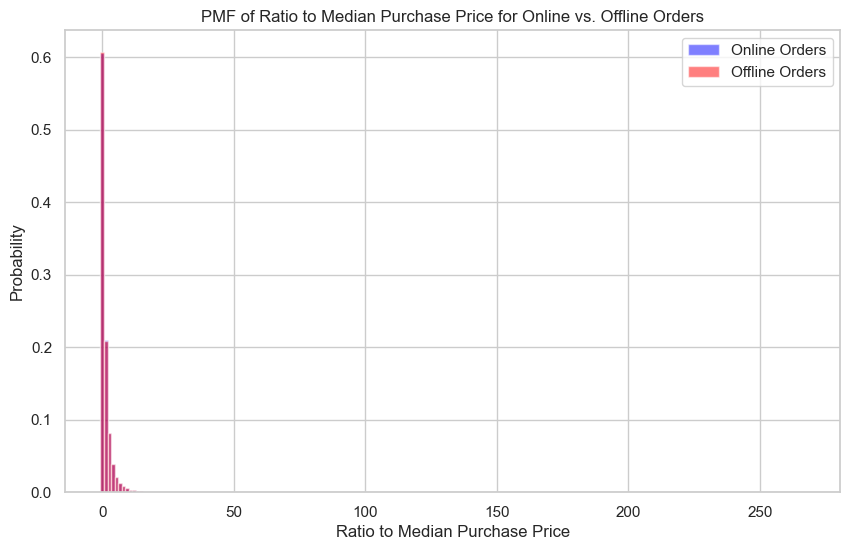 PMF of Ratio to Median Purchase Price for Online vs. Offline Orders
Online Orders
Offline Orders
Probability
0.6
0.5
0.4
0.3
0.2
0.1
0.0
0 50 100 150 200 250
Ratio to Median Purchase Price